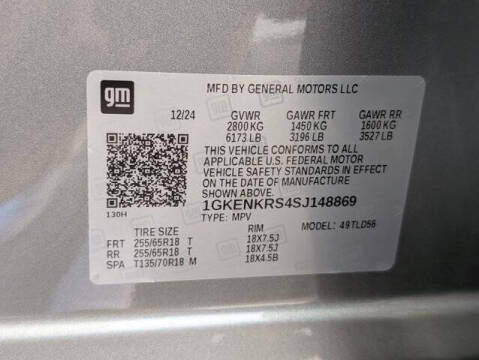 gm
MFD BY GENERAL MOTORS LLC
12/24 GVWR GAWR FRT GAWR RR
2800 KG 1450 KG 1600 KG
6173 LB 3196 LB 3527 LB
THIS VEHICLE CONFORMS TO ALL
APPLICABLE U.S. FEDERAL MOTOR
VEHICLE SAFETY STANDARDS IN EFFECT
ON THE DATE OF MANUFACTURE
SHOWN ABOVE.
130H
1GKENKRS4SJ148869
TYPE: MPV MODEL: 49TLD56
TIRE SIZE RIM
FRT 255/65R18 T 18X7.5J
RR 255/65R18 T 18X7.5J
SPA T135/70R18 M 18X4.5B